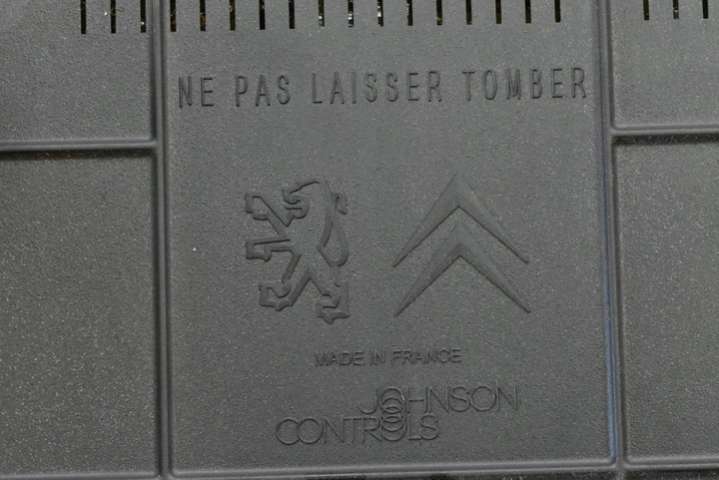 NE PAS LAISSER TOMBER
MADE IN FRANCE
JOHNSON
CONTROLS